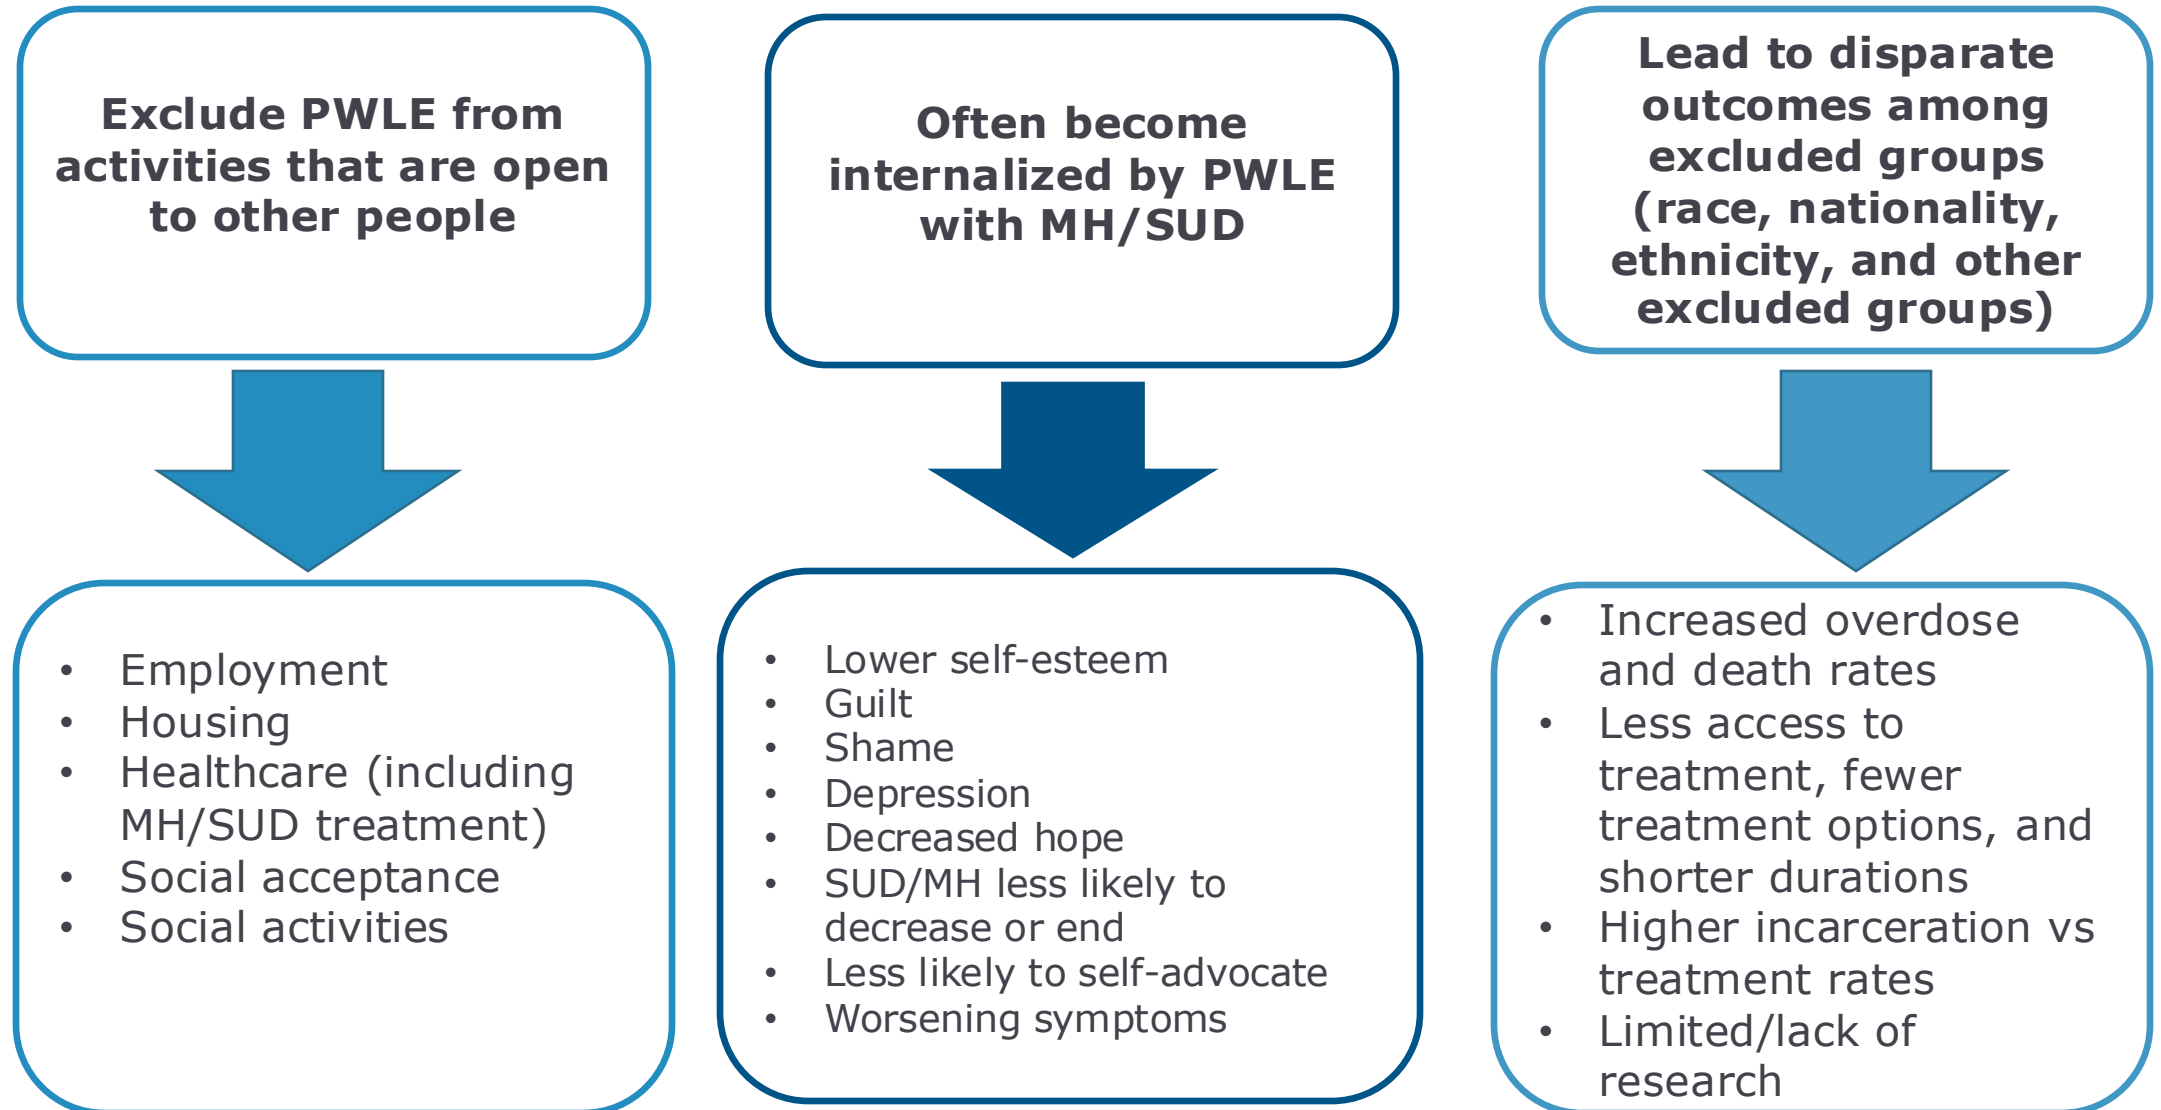 Exclude PWLE from
activities that are open
to other people
• Employment
• Housing
• Healthcare (including
MH/SUD treatment)
• Social acceptance
• Social activities
Often become
internalized by PWLE
with MH/SUD
• Lower self-esteem
• Guilt
• Shame
• Depression
• Decreased hope
• SUD/MH less likely to
decrease or end
• Less likely to self-advocate
• Worsening symptoms
Lead to disparate
outcomes among
excluded groups
(race, nationality,
ethnicity, and other
excluded groups)
• Increased overdose
and death rates
• Less access to
treatment, fewer
treatment options, and
shorter durations
• Higher incarceration vs
treatment rates
• Limited/lack of
research